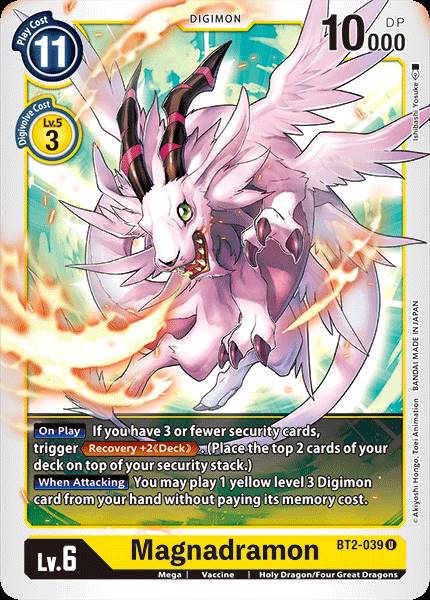 DIGIMON
Play Cost
11
10000 DP
Digivolve Cost
Lv.5
3
Ishibashi Yosuke
On Play If you have 3 or fewer security cards,
trigger Recovery +2《Deck》. (Place the top 2 cards of your
deck on top of your security stack.)
When Attacking You may play 1 yellow level 3 Digimon
card from your hand without paying its memory cost.
©Akiyoshi Hongo, Toei Animation BANDAI MADE IN JAPAN
BT2-039 U
Lv.6 Magnadramon
Mega | Vaccine | Holy Dragon/Four Great Dragons